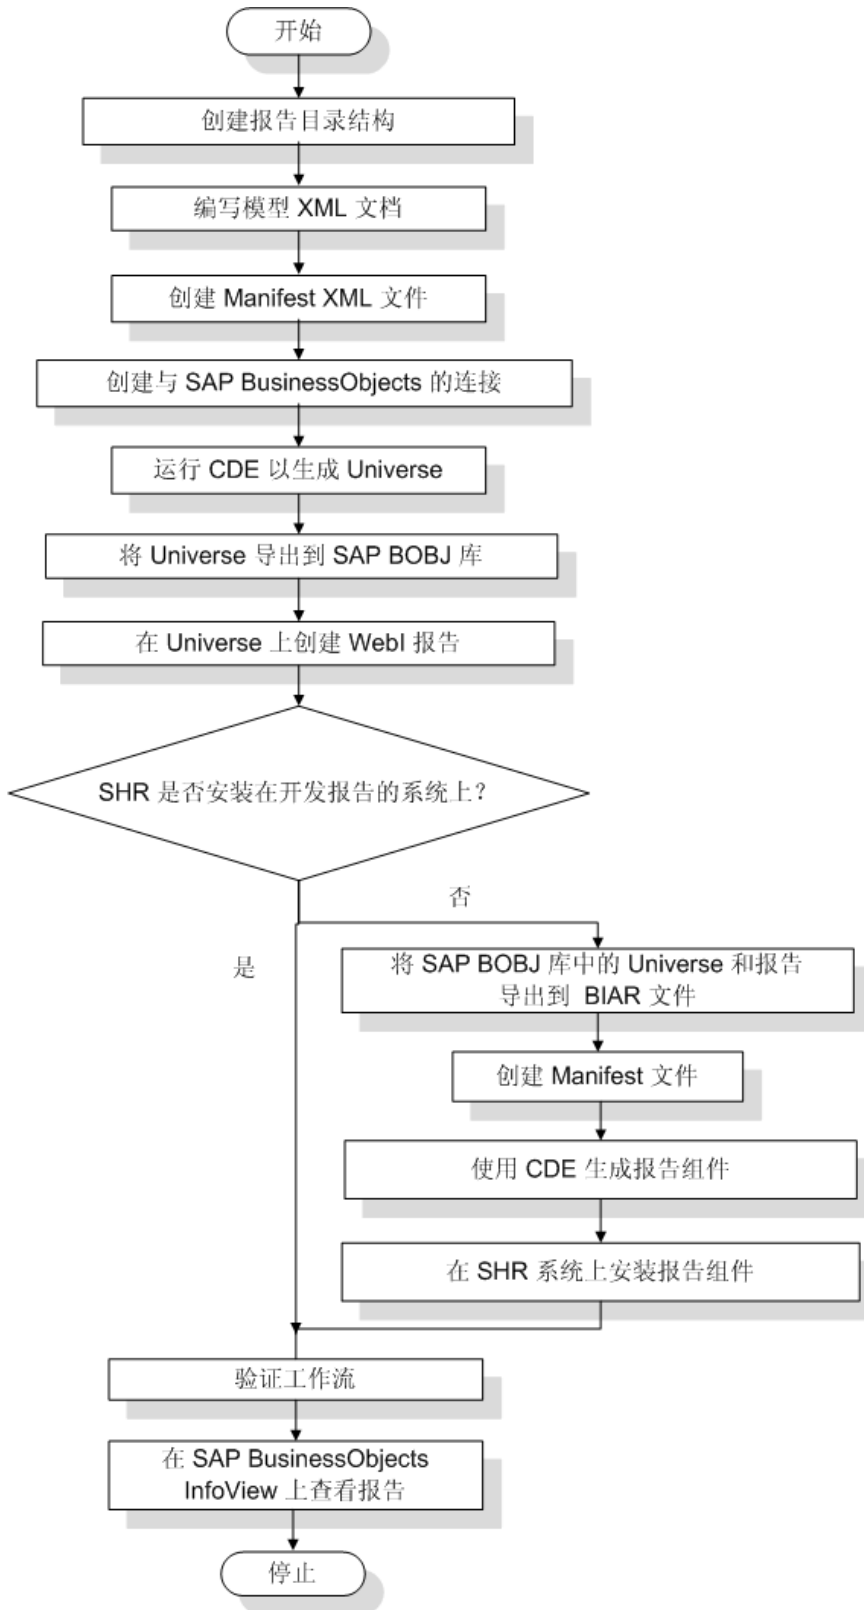 开始
创建报告目录结构
编写模型 XML 文档
创建 Manifest XML 文件
创建与 SAP BusinessObjects 的连接
运行 CDE 以生成 Universe
将 Universe 导出到 SAP BOBJ 库
在 Universe 上创建 WebI 报告
SHR 是否安装在开发报告的系统上？
否
是
将 SAP BOBJ 库中的 Universe 和报告
导出到 BIAR 文件
创建 Manifest 文件
使用 CDE 生成报告组件
在 SHR 系统上安装报告组件
验证工作流
在 SAP BusinessObjects
InfoView 上查看报告
停止